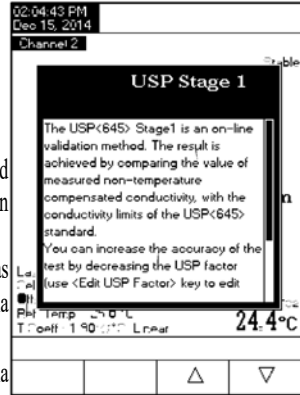 02:04:43 PM
Dec 15, 2014
Channel 2
USP Stage 1
The USP<645> Stage1 is an on-line
validation method. The result is
achieved by comparing the value of
measured non-temperature
compensated conductivity, with the
conductivity limits of the USP<645>
standard.
You can increase the accuracy of the
test by decreasing the USP factor
(use <Edit USP Factor> key to edit
24.4°C